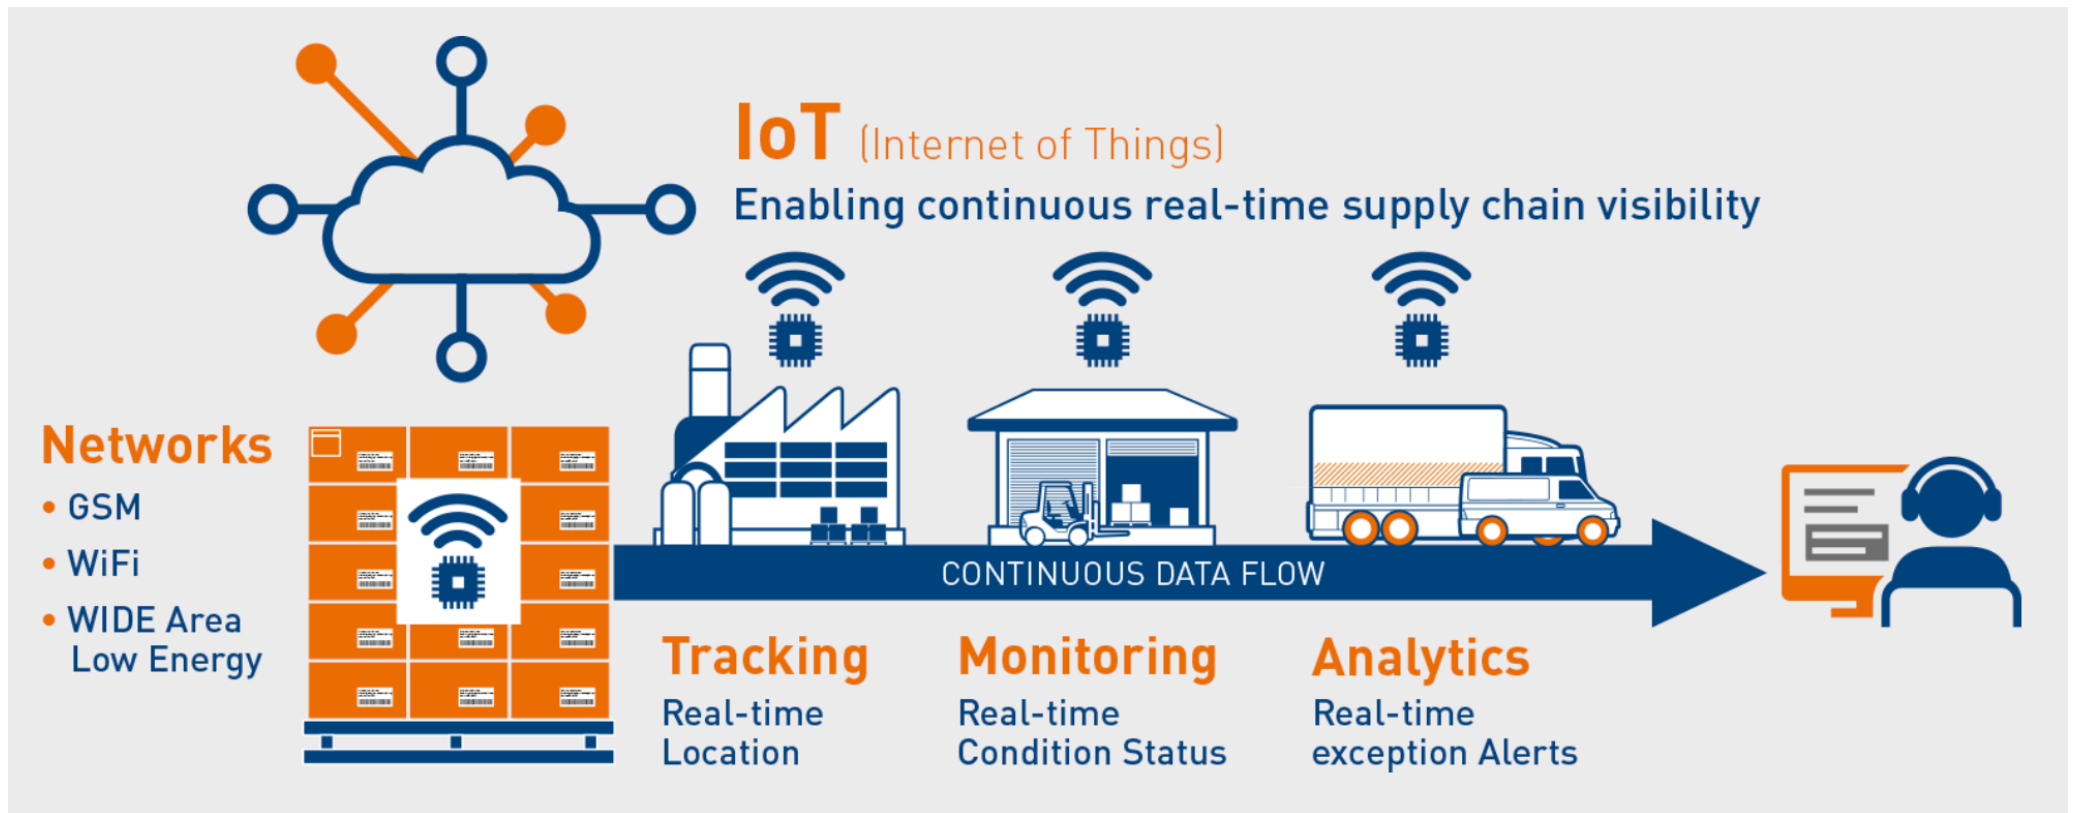 IoT (Internet of Things)
Enabling continuous real-time supply chain visibility
Networks
• GSM
• WiFi
• WIDE Area
Low Energy
CONTINUOUS DATA FLOW
Tracking
Real-time
Location
Monitoring
Real-time
Condition Status
Analytics
Real-time
exception Alerts